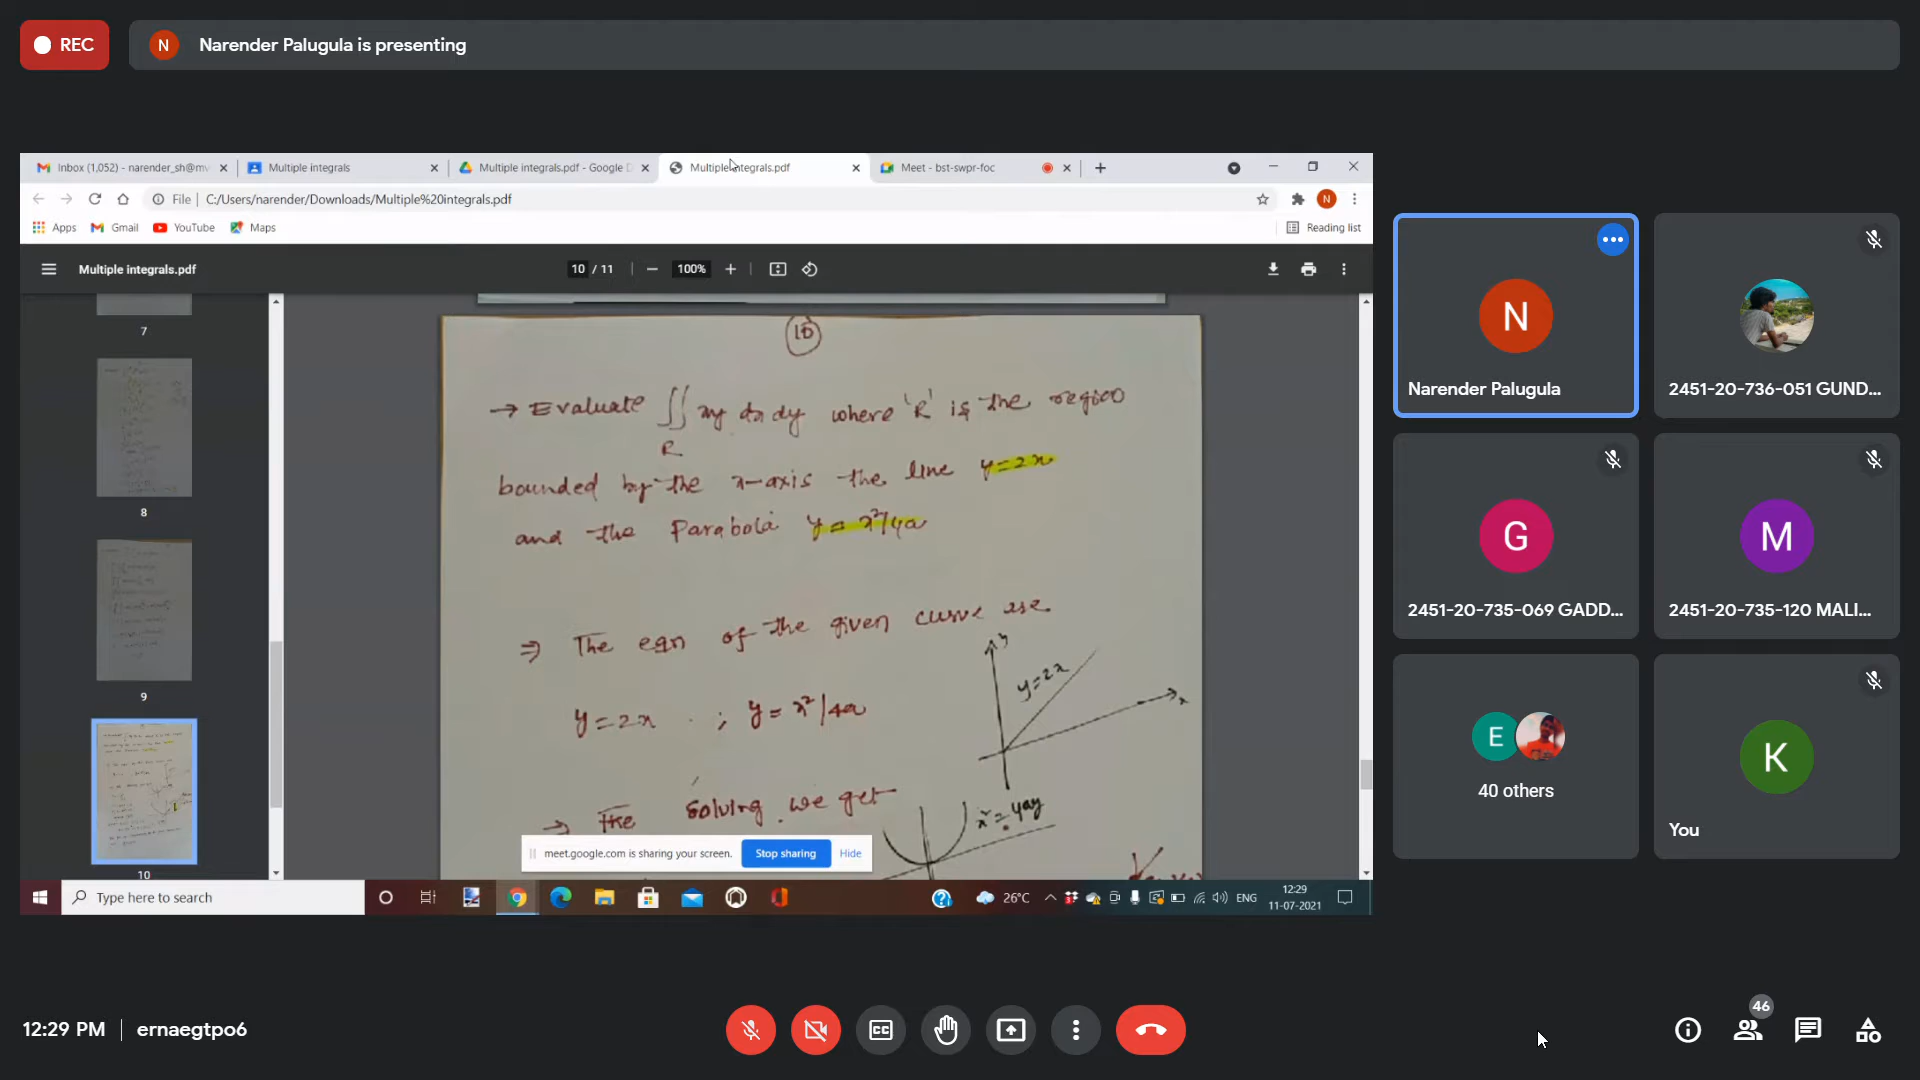 REC
N
Narender Palugula is presenting
Inbox (1,052) - narender_sh@mv
Multiple integrals
Multiple integrals.pdf - Google D
Multiple integrals.pdf
Meet - bst-swpr-foc
File | C:/Users/narender/Downloads/Multiple%20integrals.pdf
N
Apps
Gmail
YouTube
Maps
Reading list
Multiple integrals.pdf
10 / 11
100%
7
8
9
10
10
→ Evaluate ∬ xy dx dy where 'R' is the region
R
bounded by the x-axis the line y=2x
and the Parabola y = x²/4a
⇒ The eqn of the given curve are
y
y=2x
x
y=2x ; y = x²/4a
⇒ The solving we get
x²=4ay
meet.google.com is sharing your screen.
Stop sharing
Hide
Type here to search
26°C
ENG
12:29
11-07-2021
N
Narender Palugula
2451-20-736-051 GUND...
G
2451-20-735-069 GADD...
M
2451-20-735-120 MALI...
E
40 others
K
You
12:29 PM
ernaegtpo6
CC
46